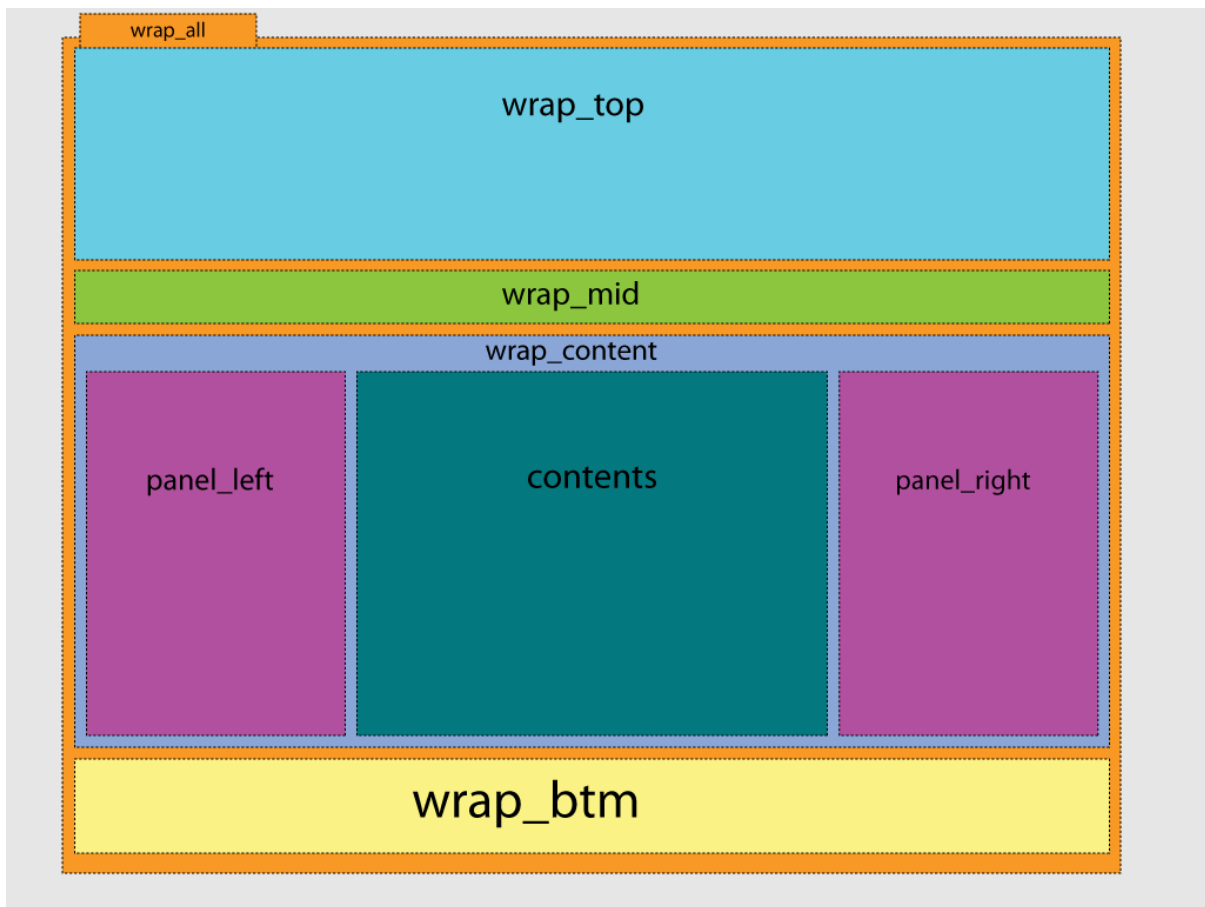 wrap_all
wrap_top
wrap_mid
wrap_content
panel_left
contents
panel_right
wrap_btm